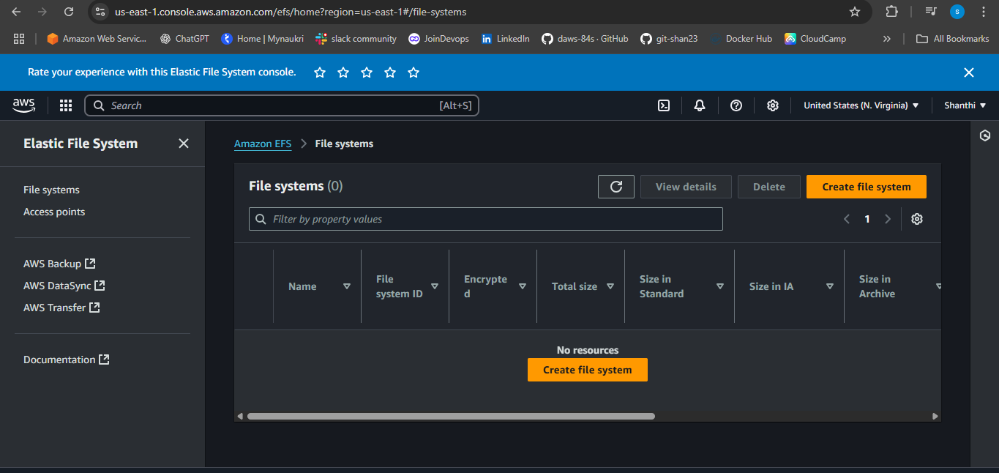 us-east-1.console.aws.amazon.com/efs/home?region=us-east-1#/file-systems
S
Amazon Web Servic...
ChatGPT
Home | Mynaukri
slack community
JoinDevops
LinkedIn
daws-84s · GitHub
git-shan23
Docker Hub
CloudCamp
All Bookmarks
Rate your experience with this Elastic File System console.
aws
Search
[Alt+S]
United States (N. Virginia)
Shanthi
Elastic File System
File systems
Access points
AWS Backup
AWS DataSync
AWS Transfer
Documentation
Amazon EFS
File systems
File systems (0)
View details
Delete
Create file system
Filter by property values
1
Name
File
system ID
Encrypte
d
Total size
Size in
Standard
Size in IA
Size in
Archive
No resources
Create file system